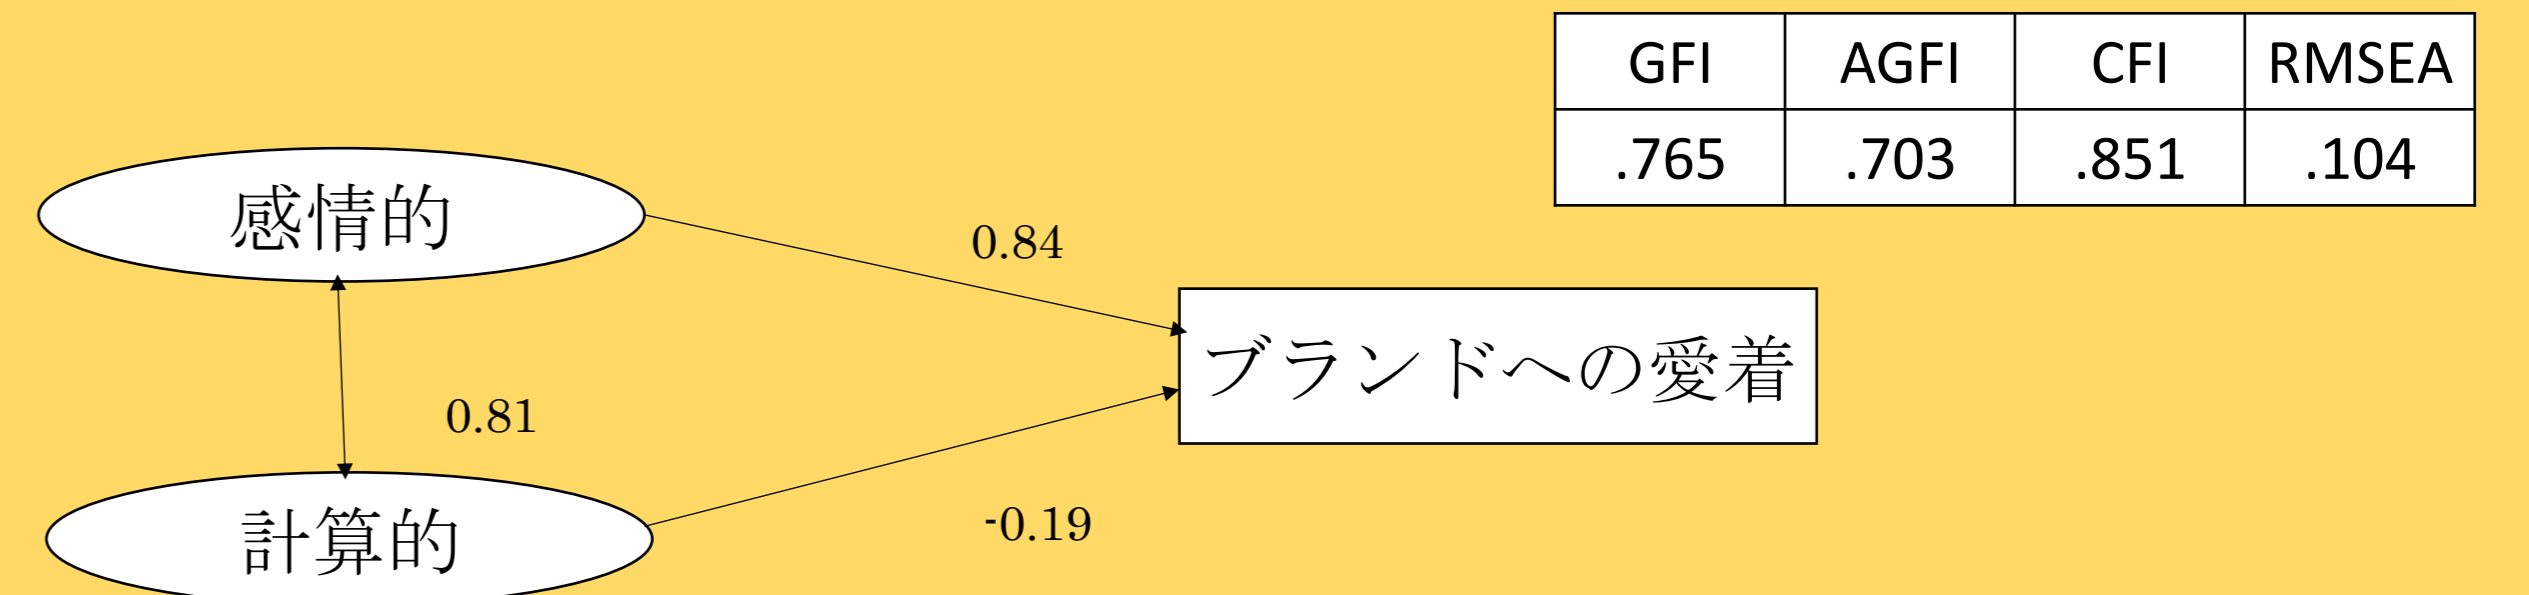 GFI AGFI CFI RMSEA
.765 .703 .851 .104
感情的
0.84
ブランドへの愛着
0.81
-0.19
計算的